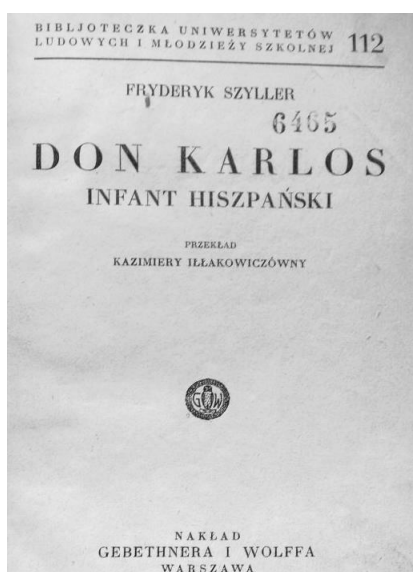 BIBLJOTECZKA UNIWERSYTETÓW
LUDOWYCH I MŁODZIEŻY SZKOLNEJ 112
FRYDERYK SZYLLER
6465
DON KARLOS
INFANT HISZPAŃSKI
PRZEKŁAD
KAZIMIERY IŁŁAKOWICZÓWNY
G W
NAKŁAD
GEBETHNERA I WOLFFA
WARSZAWA